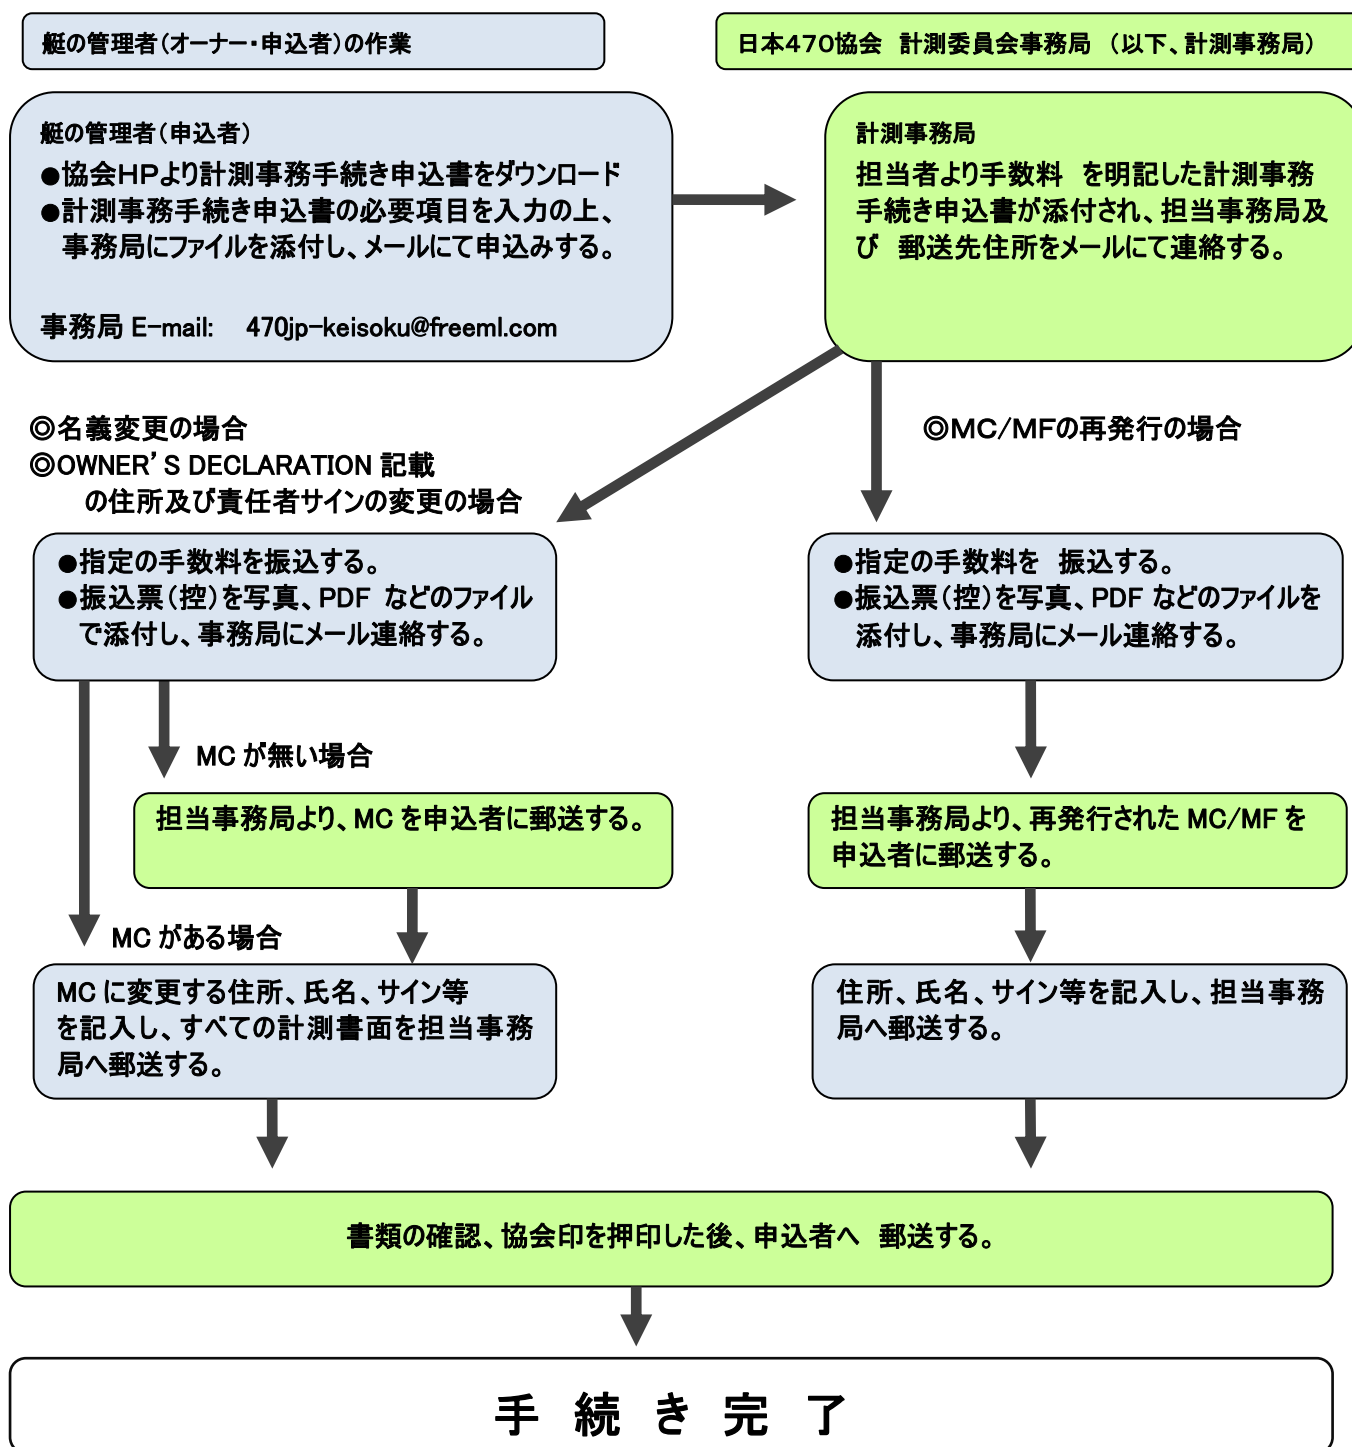 艇の管理者（オーナー・申込者）の作業
日本４７０協会　計測委員会事務局　（以下、計測事務局）
艇の管理者（申込者）
●協会ＨＰより計測事務手続き申込書をダウンロード
●計測事務手続き申込書の必要項目を入力の上、
事務局にファイルを添付し、メールにて申込みする。
事務局 E-mail:　470jp-keisoku@freeml.com
計測事務局
担当者より手数料　を明記した計測事務
手続き申込書が添付され、担当事務局及
び　郵送先住所をメールにて連絡する。
◎名義変更の場合
◎OWNER’S DECLARATION 記載
の住所及び責任者サインの変更の場合
◎ＭＣ/ＭＦの再発行の場合
●指定の手数料を振込する。
●振込票（控）を写真、PDF などのファイル
で添付し、事務局にメール連絡する。
●指定の手数料を　振込する。
●振込票（控）を写真、PDF などのファイルを
添付し、事務局にメール連絡する。
MC が無い場合
担当事務局より、MC を申込者に郵送する。
担当事務局より、再発行された MC/MF を
申込者に郵送する。
MC がある場合
MC に変更する住所、氏名、サイン等
を記入し、すべての計測書面を担当事務
局へ郵送する。
住所、氏名、サイン等を記入し、担当事務
局へ郵送する。
書類の確認、協会印を押印した後、申込者へ　郵送する。
手　続　き　完　了